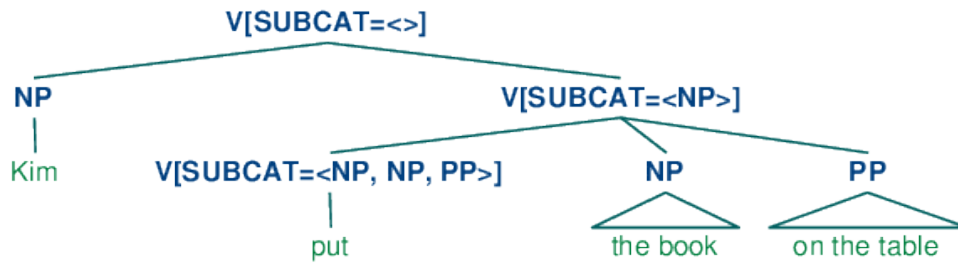 V[SUBCAT=<>]
NP V[SUBCAT=<NP>]
Kim V[SUBCAT=<NP, NP, PP>] NP PP
put the book on the table